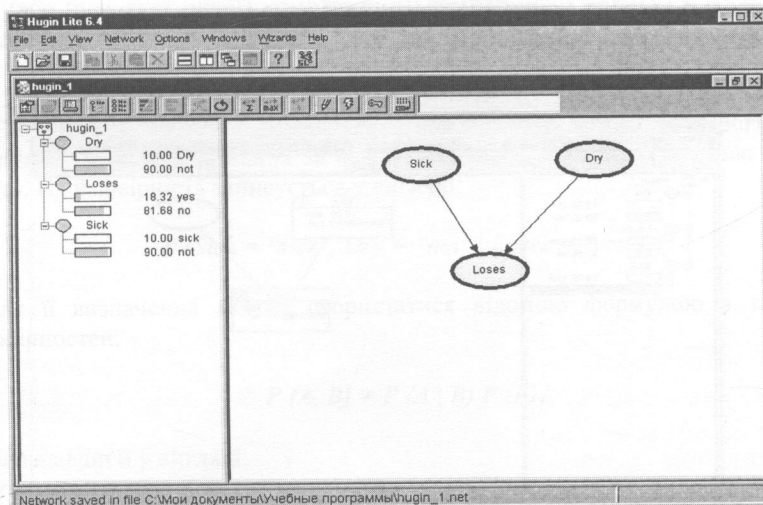 Hugin Lite 6.4
File Edit View Network Options Windows Wizards Help
hugin_1
Σ max
hugin_1
Dry
10.00 Dry
90.00 not
Loses
18.32 yes
81.68 no
Sick
10.00 sick
90.00 not
Sick
Dry
Loses
Network saved in file C:\Мои документы\Учебные программы\hugin_1.net